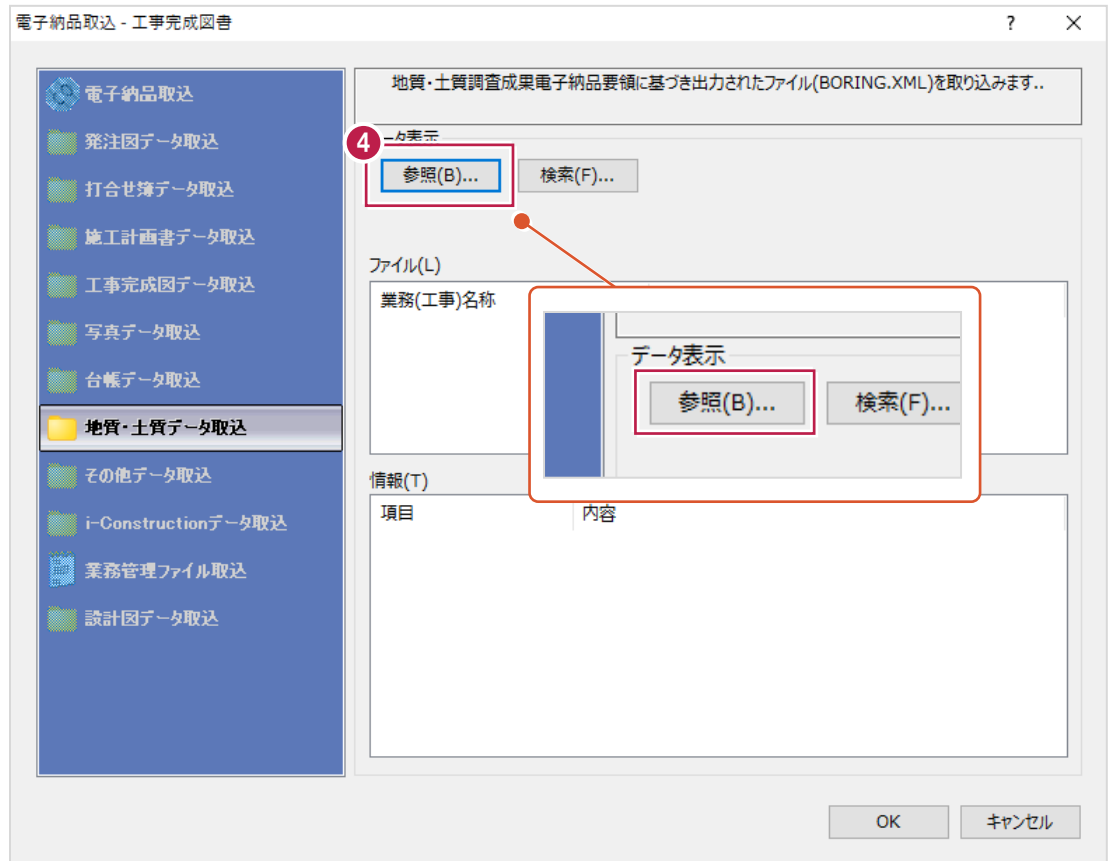 電子納品取込 - 工事完成図書
?
電子納品取込
発注図データ取込
打合せ簿データ取込
施工計画書データ取込
工事完成図データ取込
写真データ取込
台帳データ取込
地質・土質データ取込
その他データ取込
i-Constructionデータ取込
業務管理ファイル取込
設計図データ取込
地質・土質調査成果電子納品要領に基づき出力されたファイル(BORING.XML)を取り込みます..
4
データ表示
参照(B)...
検索(F)...
ファイル(L)
業務(工事)名称
データ表示
参照(B)...
検索(F)...
情報(T)
項目
内容
OK
キャンセル